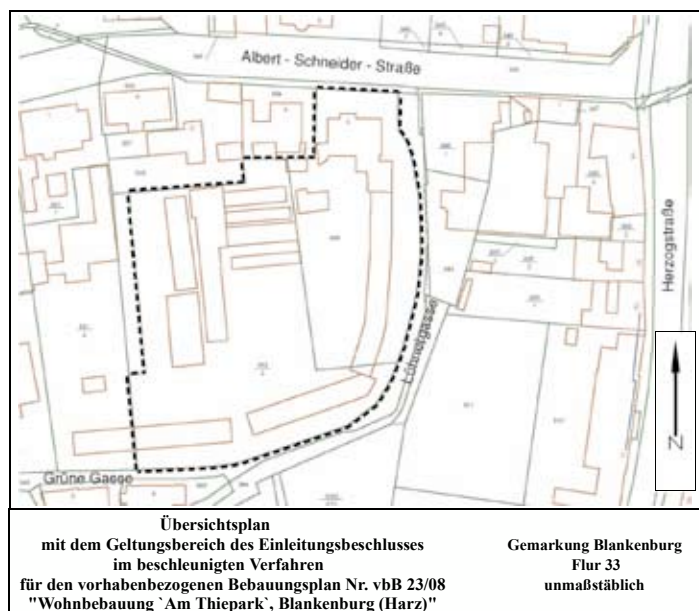 Albert - Schneider - Straße
Herzogstraße
Löhnertgasse
Grüne Gasse
N
Übersichtsplan
mit dem Geltungsbereich des Einleitungsbeschlusses
im beschleunigten Verfahren
für den vorhabenbezogenen Bebauungsplan Nr. vbB 23/08
"Wohnbebauung `Am Thiepark`, Blankenburg (Harz)"
Gemarkung Blankenburg
Flur 33
unmaßstäblich